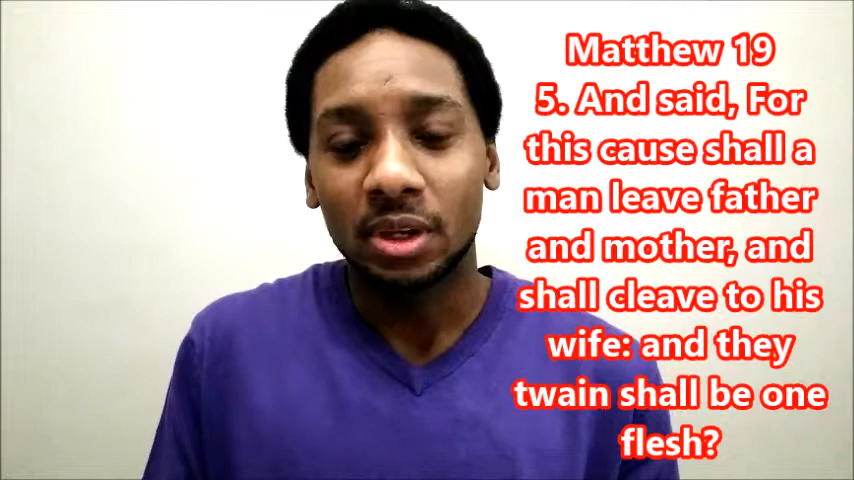 Matthew 19
5. And said, For
this cause shall a
man leave father
and mother, and
shall cleave to his
wife: and they
twain shall be one
flesh?